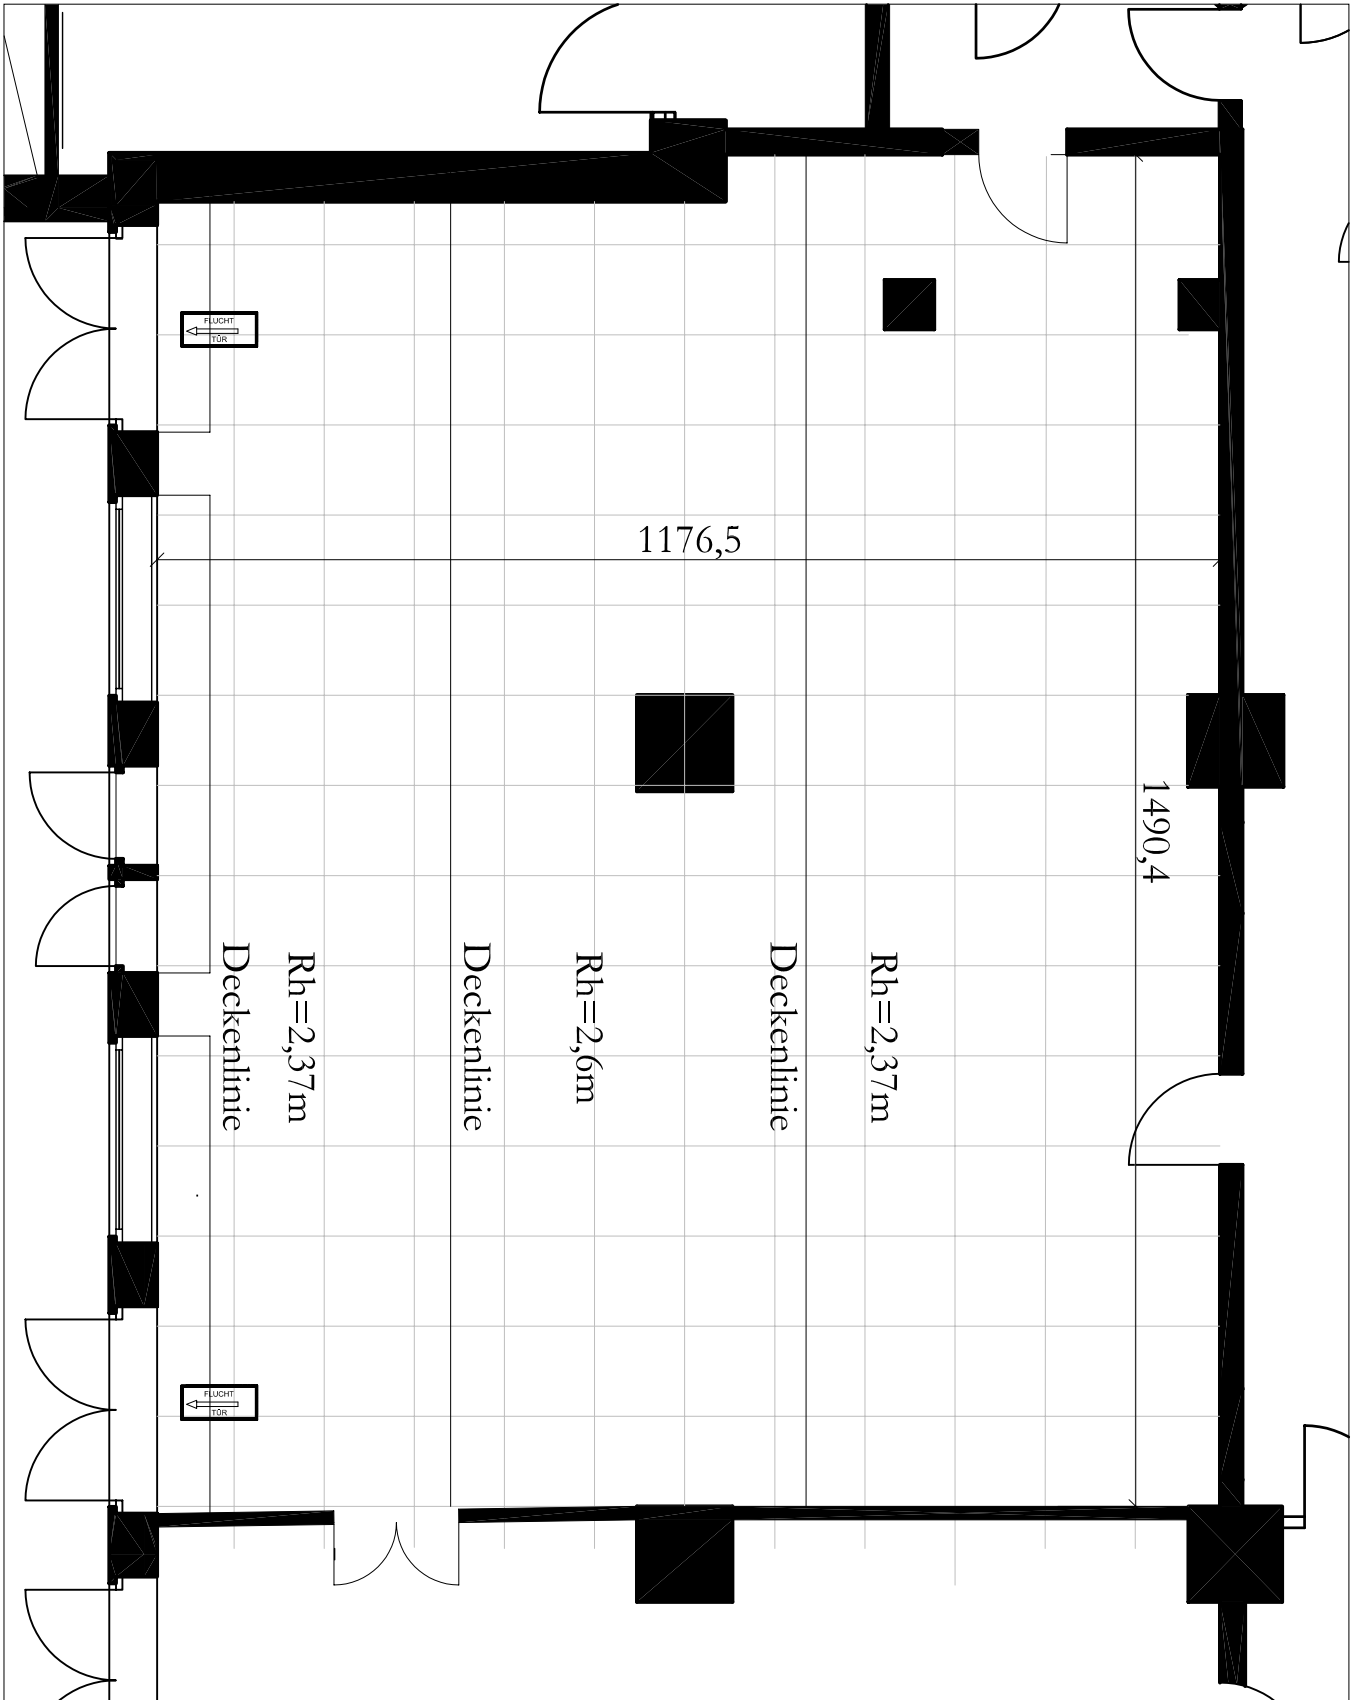 FLUCHT
TÜR
1176,5
1490,4
Deckenlinie
Rh=2,37m
Deckenlinie
Rh=2,6m
Deckenlinie
Rh=2,37m
FLUCHT
TÜR